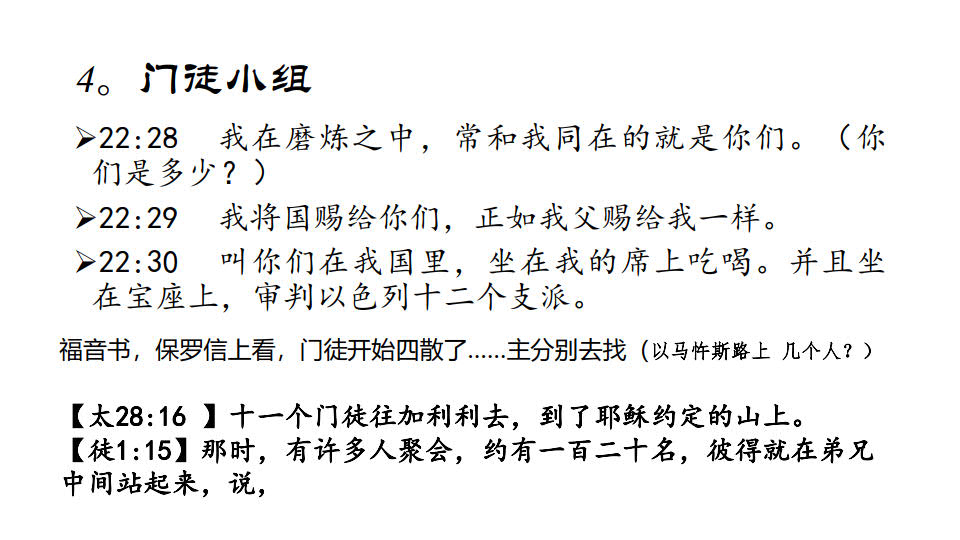 4。门徒小组
➢22:28 我在磨炼之中，常和我同在的就是你们。（你
们是多少？）
➢22:29 我将国赐给你们，正如我父赐给我一样。
➢22:30 叫你们在我国里，坐在我的席上吃喝。并且坐
在宝座上，审判以色列十二个支派。
福音书，保罗信上看，门徒开始四散了……主分别去找（以马忤斯路上 几个人？）
【太28:16 】十一个门徒往加利利去，到了耶稣约定的山上。
【徒1:15】那时，有许多人聚会，约有一百二十名，彼得就在弟兄
中间站起来，说，